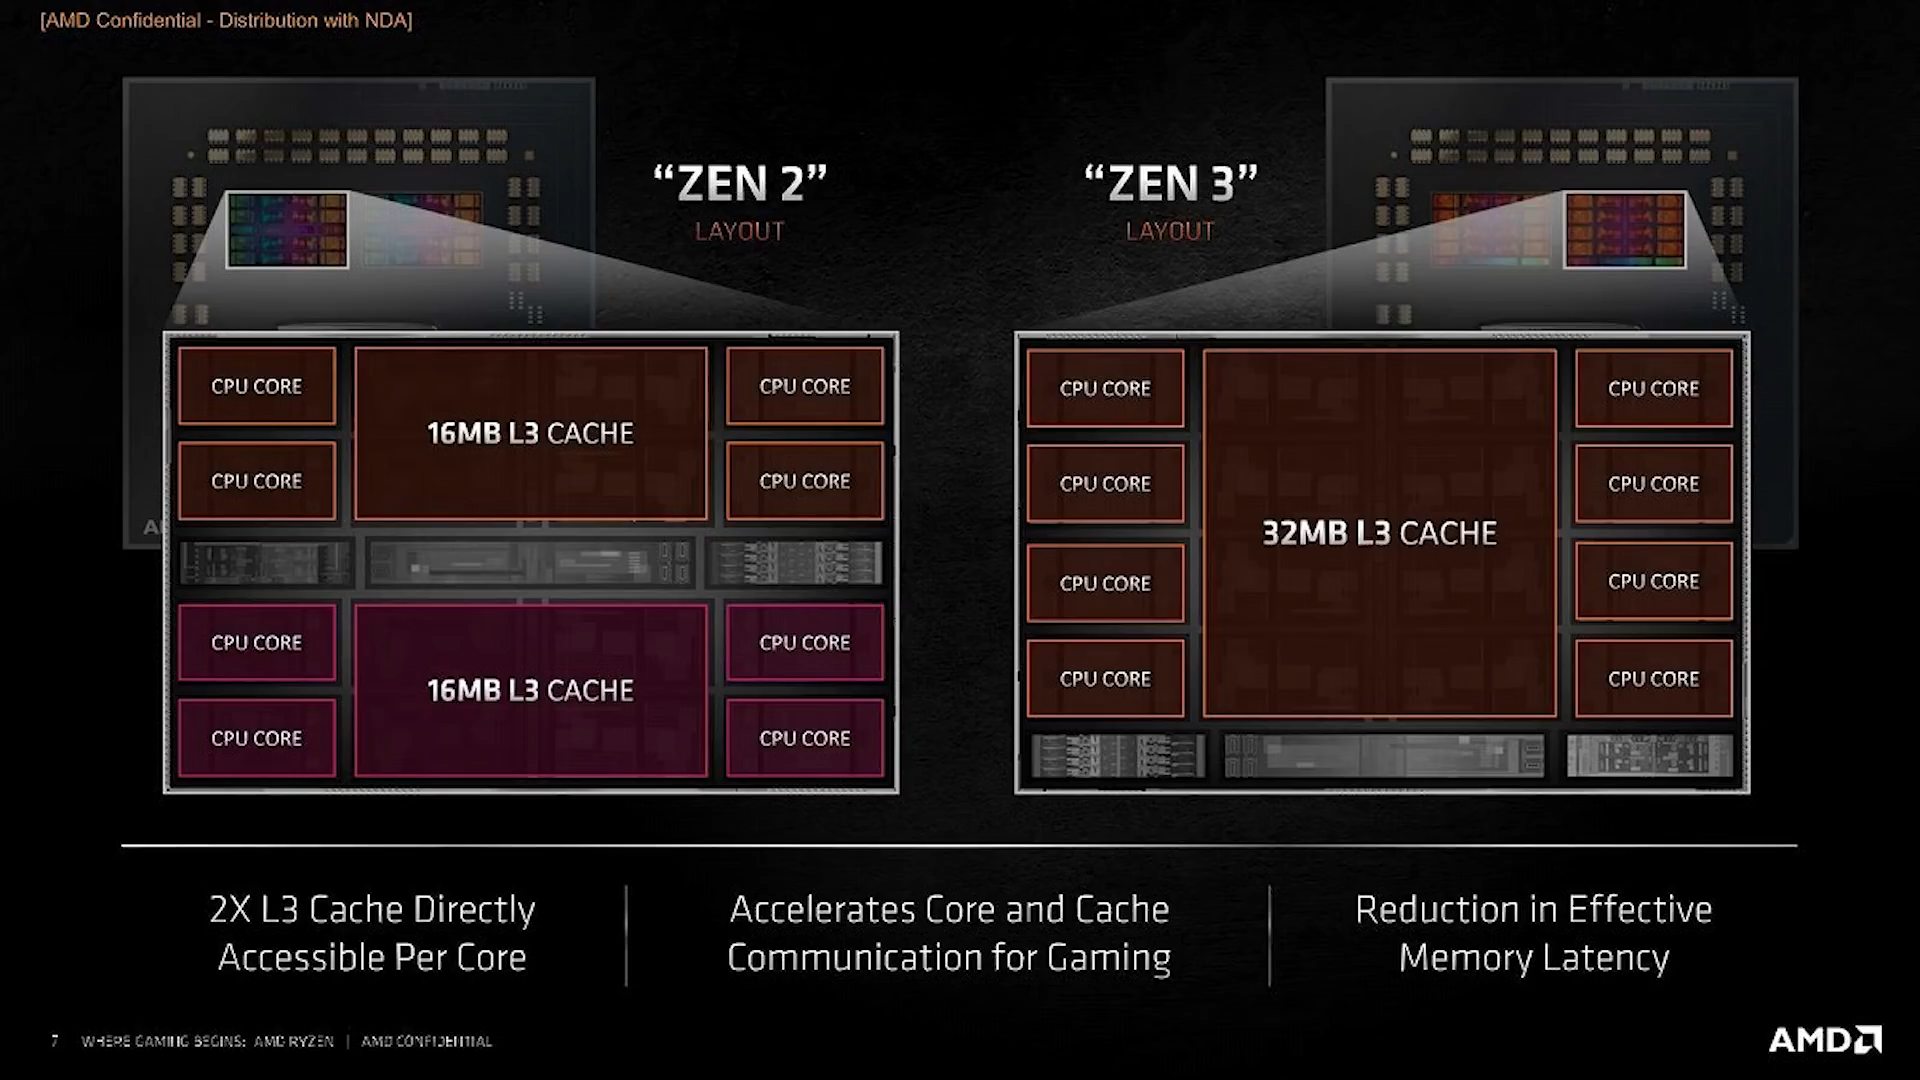 [AMD Confidential - Distribution with NDA]
“ZEN 2”
LAYOUT
“ZEN 3”
LAYOUT
CPU CORE
16MB L3 CACHE
CPU CORE
CPU CORE
CPU CORE
CPU CORE
16MB L3 CACHE
CPU CORE
CPU CORE
CPU CORE
CPU CORE
32MB L3 CACHE
CPU CORE
CPU CORE
CPU CORE
CPU CORE
CPU CORE
CPU CORE
CPU CORE
2X L3 Cache Directly
Accessible Per Core
Accelerates Core and Cache
Communication for Gaming
Reduction in Effective
Memory Latency
7 WHERE GAMING BEGINS: AMD RYZEN | AMD CONFIDENTIAL
AMD